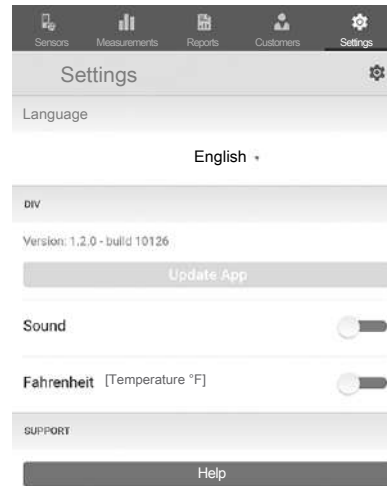 Sensors Measurements Reports Customers Settings
Settings
Language
English
DIV
Version: 1.2.0 - build 10126
Update App
Sound
Fahrenheit [Temperature °F]
SUPPORT
Help